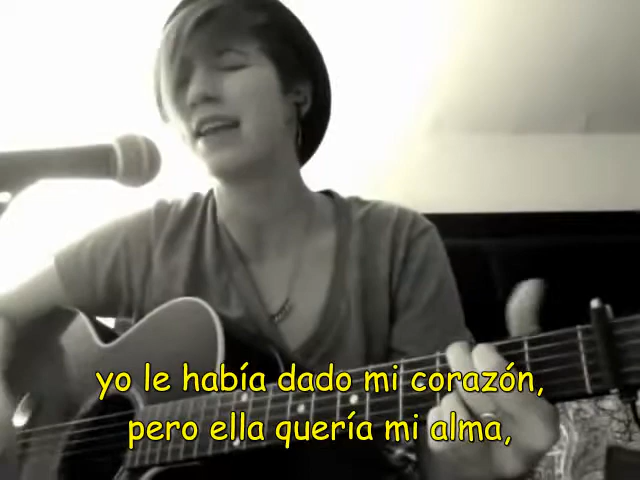 yo le había dado mi corazón,
pero ella quería mi alma,